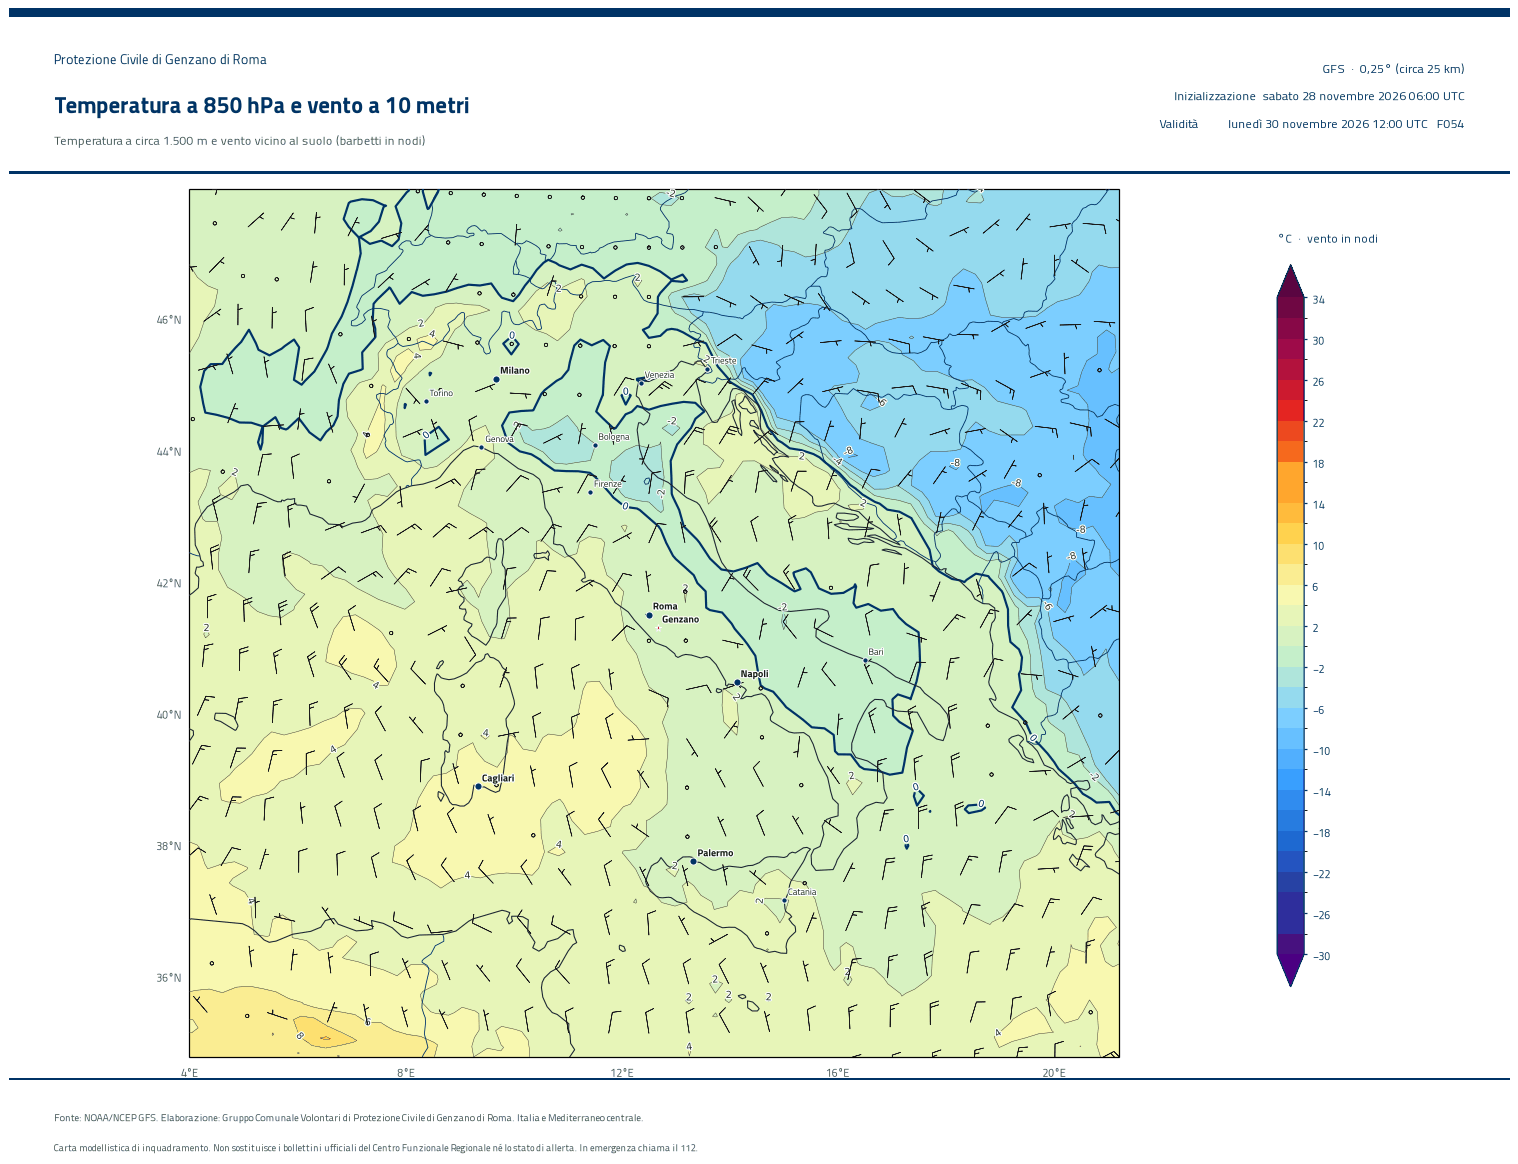 Protezione Civile di Genzano di Roma
Temperatura a 850 hPa e vento a 10 metri
Temperatura a circa 1.500 m e vento vicino al suolo (barbetti in nodi)
GFS · 0,25° (circa 25 km)
Inizializzazione sabato 28 novembre 2026 06:00 UTC
Validità lunedì 30 novembre 2026 12:00 UTC F054
°C · vento in nodi
34
30
26
22
18
14
10
6
2
−2
−6
−10
−14
−18
−22
−26
−30
46°N
44°N
42°N
40°N
38°N
36°N
4°E
8°E
12°E
16°E
20°E
Milano
Torino
Venezia
Trieste
Genova
Bologna
Firenze
Roma
Genzano
Napoli
Bari
Cagliari
Palermo
Catania
Fonte: NOAA/NCEP GFS. Elaborazione: Gruppo Comunale Volontari di Protezione Civile di Genzano di Roma. Italia e Mediterraneo centrale.
Carta modellistica di inquadramento. Non sostituisce i bollettini ufficiali del Centro Funzionale Regionale né lo stato di allerta. In emergenza chiama il 112.